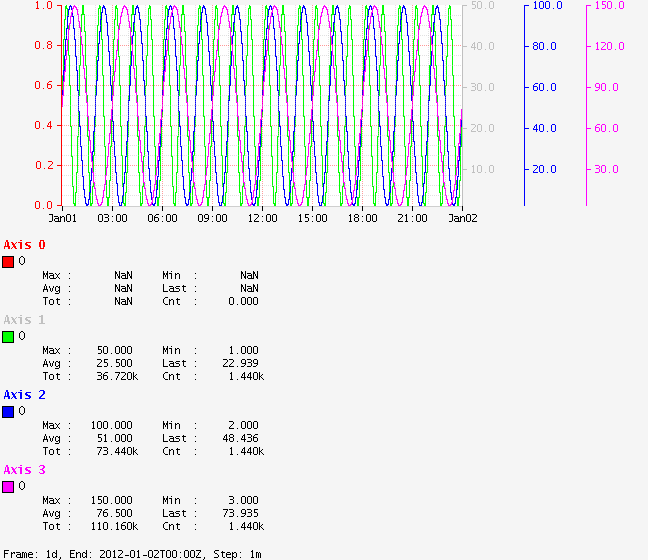 1.0 50.0 100.0 150.0
0.8 40.0 80.0 120.0
0.6 30.0 60.0 90.0
0.4 20.0 40.0 60.0
0.2 10.0 20.0 30.0
0.0
Jan01 03:00 06:00 09:00 12:00 15:00 18:00 21:00 Jan02
Axis 0
0
Max : NaN Min : NaN
Avg : NaN Last : NaN
Tot : NaN Cnt : 0.000
Axis 1
0
Max : 50.000 Min : 1.000
Avg : 25.500 Last : 22.939
Tot : 36.720k Cnt : 1.440k
Axis 2
0
Max : 100.000 Min : 2.000
Avg : 51.000 Last : 48.436
Tot : 73.440k Cnt : 1.440k
Axis 3
0
Max : 150.000 Min : 3.000
Avg : 76.500 Last : 73.935
Tot : 110.160k Cnt : 1.440k
Frame: 1d, End: 2012-01-02T00:00Z, Step: 1m